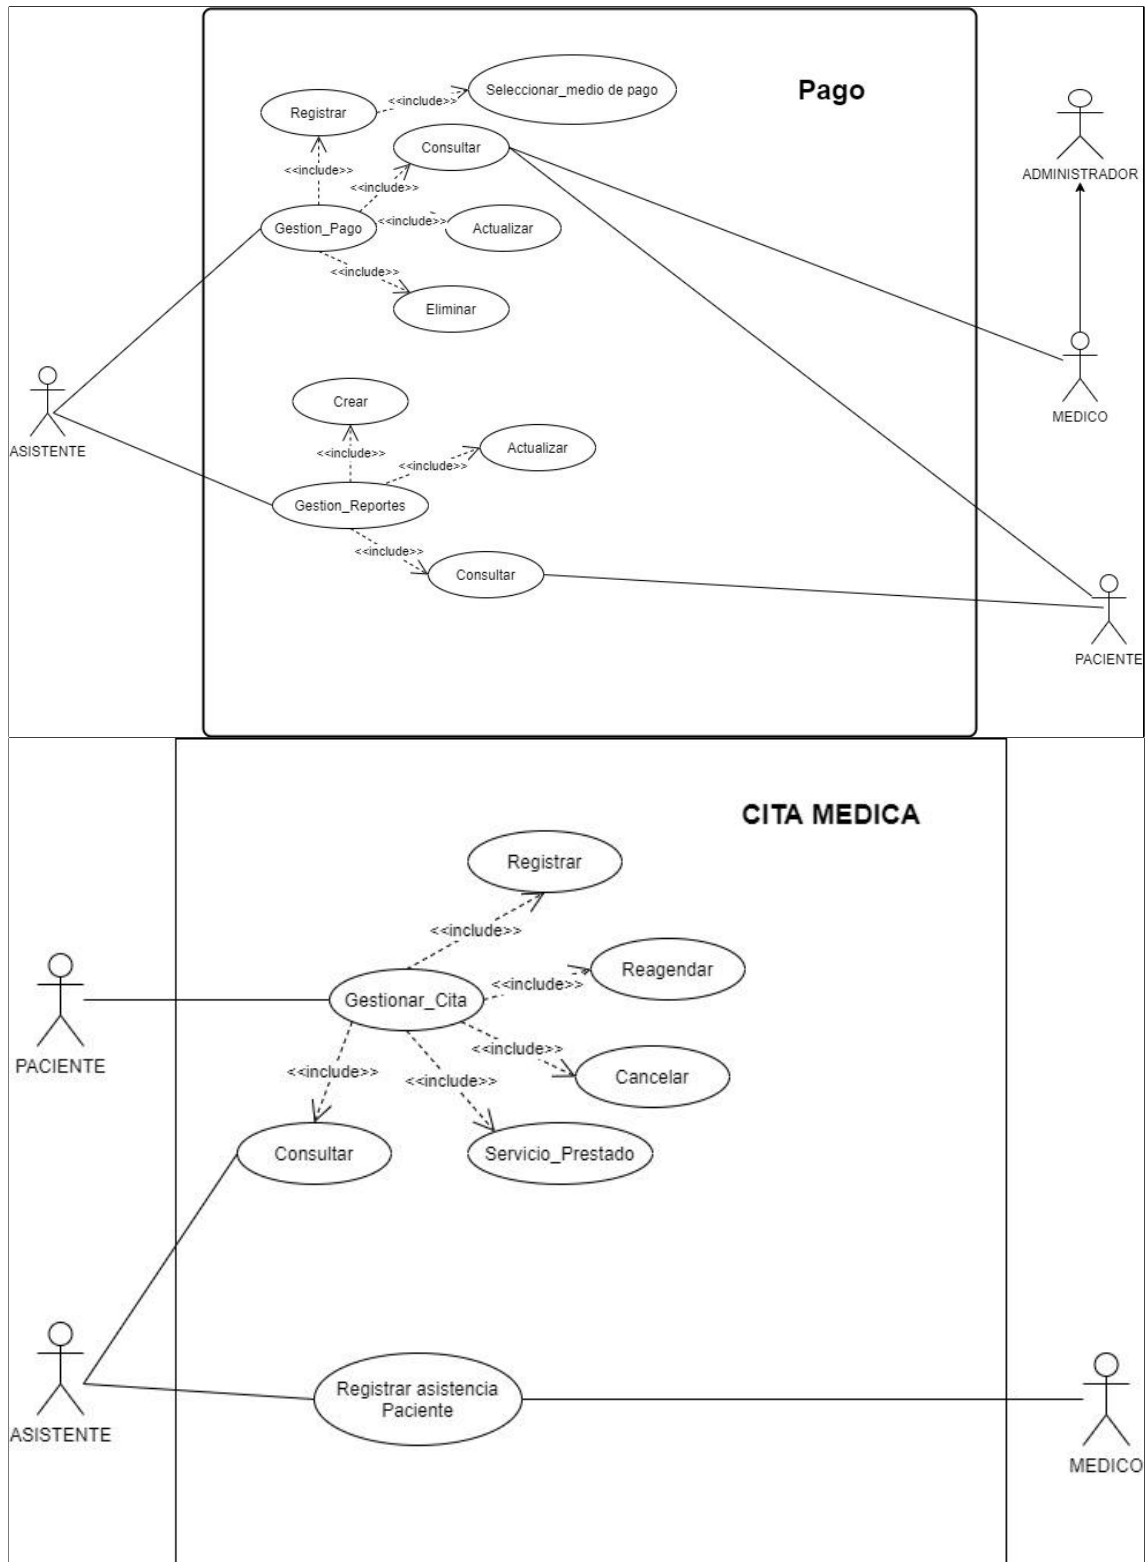 Pago
Seleccionar_medio de pago
<<include>>
Registrar
Consultar
<<include>>
<<include>>
ADMINISTRADOR
Gestion_Pago
<<include>>
Actualizar
<<include>>
Eliminar
Crear
MEDICO
ASISTENTE
<<include>>
Actualizar
<<include>>
Gestion_Reportes
<<include>>
Consultar
PACIENTE
CITA MEDICA
Registrar
<<include>>
Reagendar
<<include>>
Gestionar_Cita
PACIENTE
<<include>>
Cancelar
<<include>>
<<include>>
Consultar
Servicio_Prestado
Registrar asistencia
Paciente
ASISTENTE
MEDICO